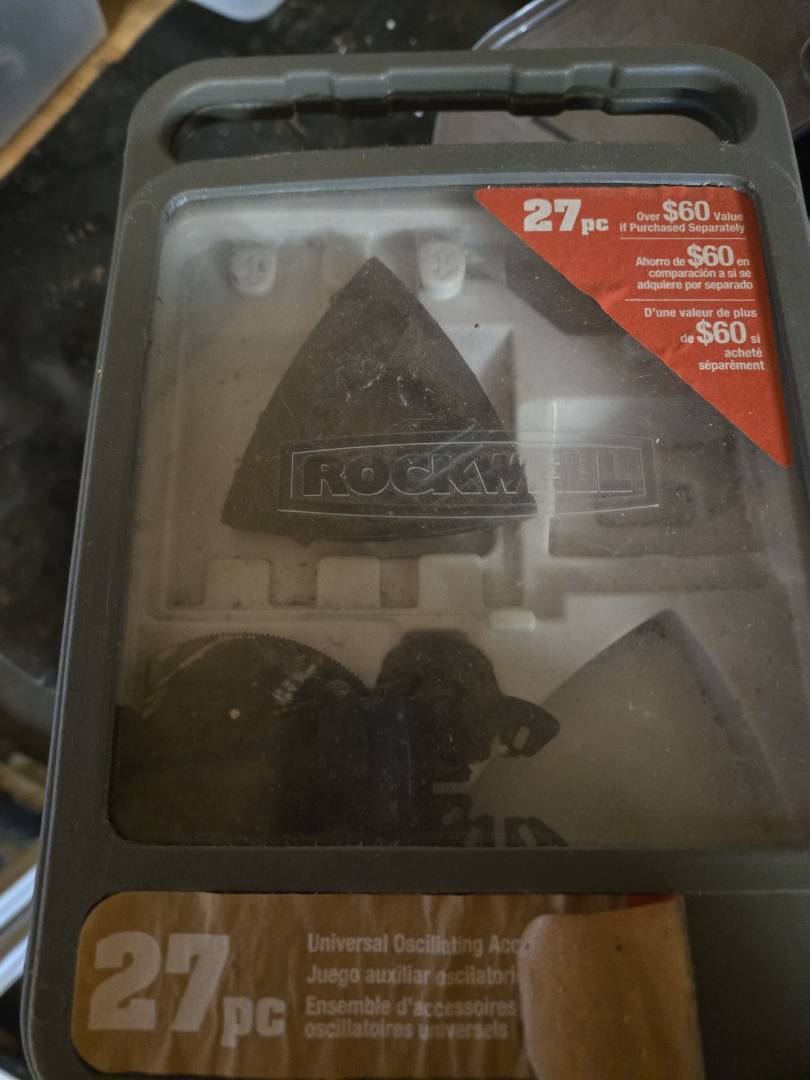 27pc
Over $60 Value
If Purchased Separately
Ahorro de $60 en
comparación a si se
adquiere por separado
D'une valeur de plus
de $60 si
acheté
séparément
ROCKWELL
27pc
Universal Oscillating
Juego auxiliar
Ensemble d'accessoires
oscillatoires universels